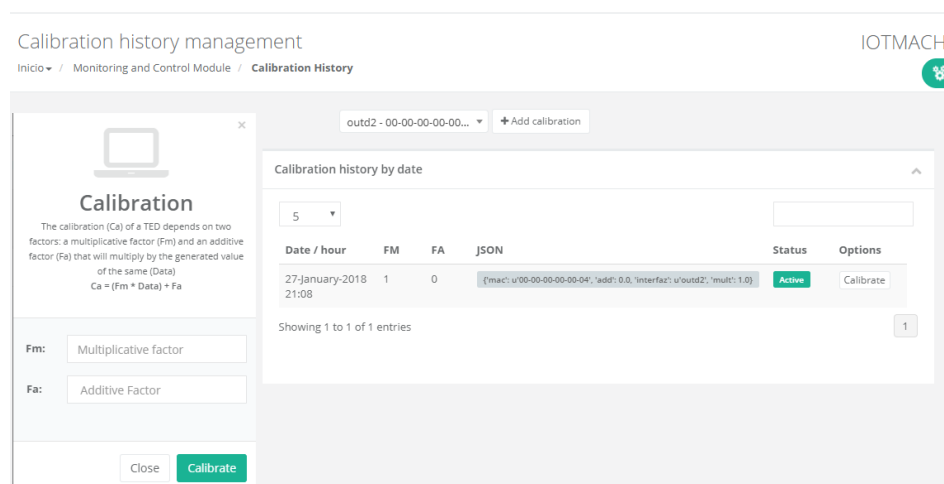 Calibration history management
IOTMACH
Inicio / Monitoring and Control Module / Calibration History
×
Calibration
The calibration (Ca) of a TED depends on two
factors: a multiplicative factor (Fm) and an additive
factor (Fa) that will multiply by the generated value
of the same (Data)
Ca = (Fm * Data) + Fa
Fm: Multiplicative factor
Fa: Additive Factor
Close Calibrate
outd2 - 00-00-00-00-00... + Add calibration
Calibration history by date
5
Date / hour FM FA JSON Status Options
27-January-2018 1 0 {'mac': u'00-00-00-00-00-04', 'add': 0.0, 'interfaz': u'outd2', 'mult': 1.0} Active Calibrate
21:08
Showing 1 to 1 of 1 entries
1